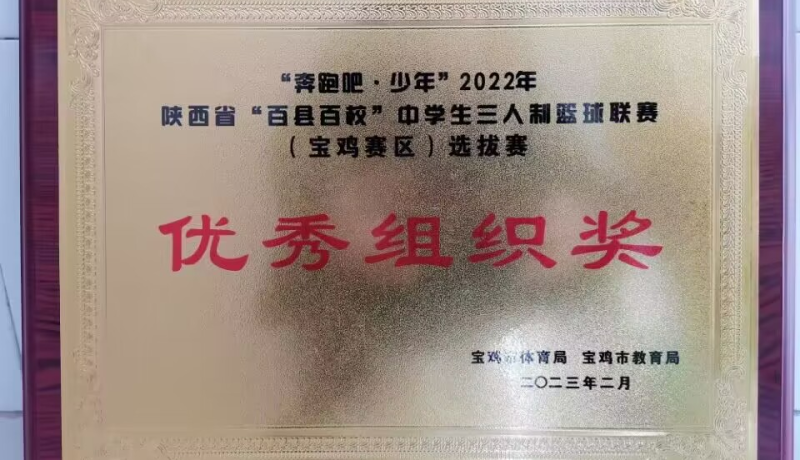 “奔跑吧·少年”2022年
陕西省“百县百校”中学生三人制篮球联赛
（宝鸡赛区）选拔赛
优秀组织奖
宝鸡市体育局 宝鸡市教育局
二〇二三年二月